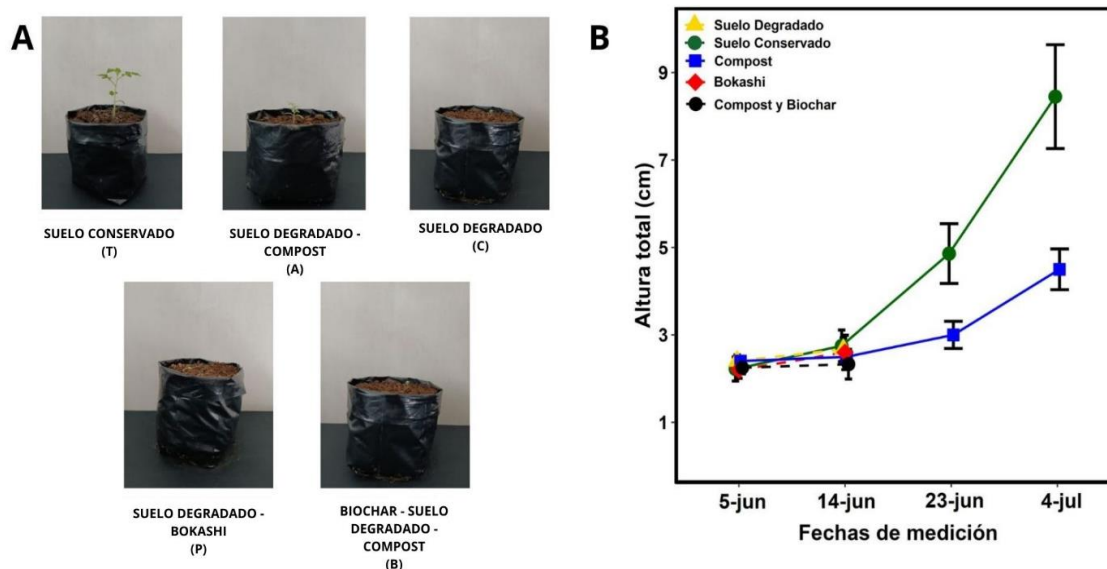 A
SUELO CONSERVADO
(T)
SUELO DEGRADADO -
COMPOST
(A)
SUELO DEGRADADO
(C)
SUELO DEGRADADO -
BOKASHI
(P)
BIOCHAR - SUELO
DEGRADADO -
COMPOST
(B)
B
Suelo Degradado
Suelo Conservado
Compost
Bokashi
Compost y Biochar
Altura total (cm)
9
7
5
3
1
5-jun 14-jun 23-jun 4-jul
Fechas de medición